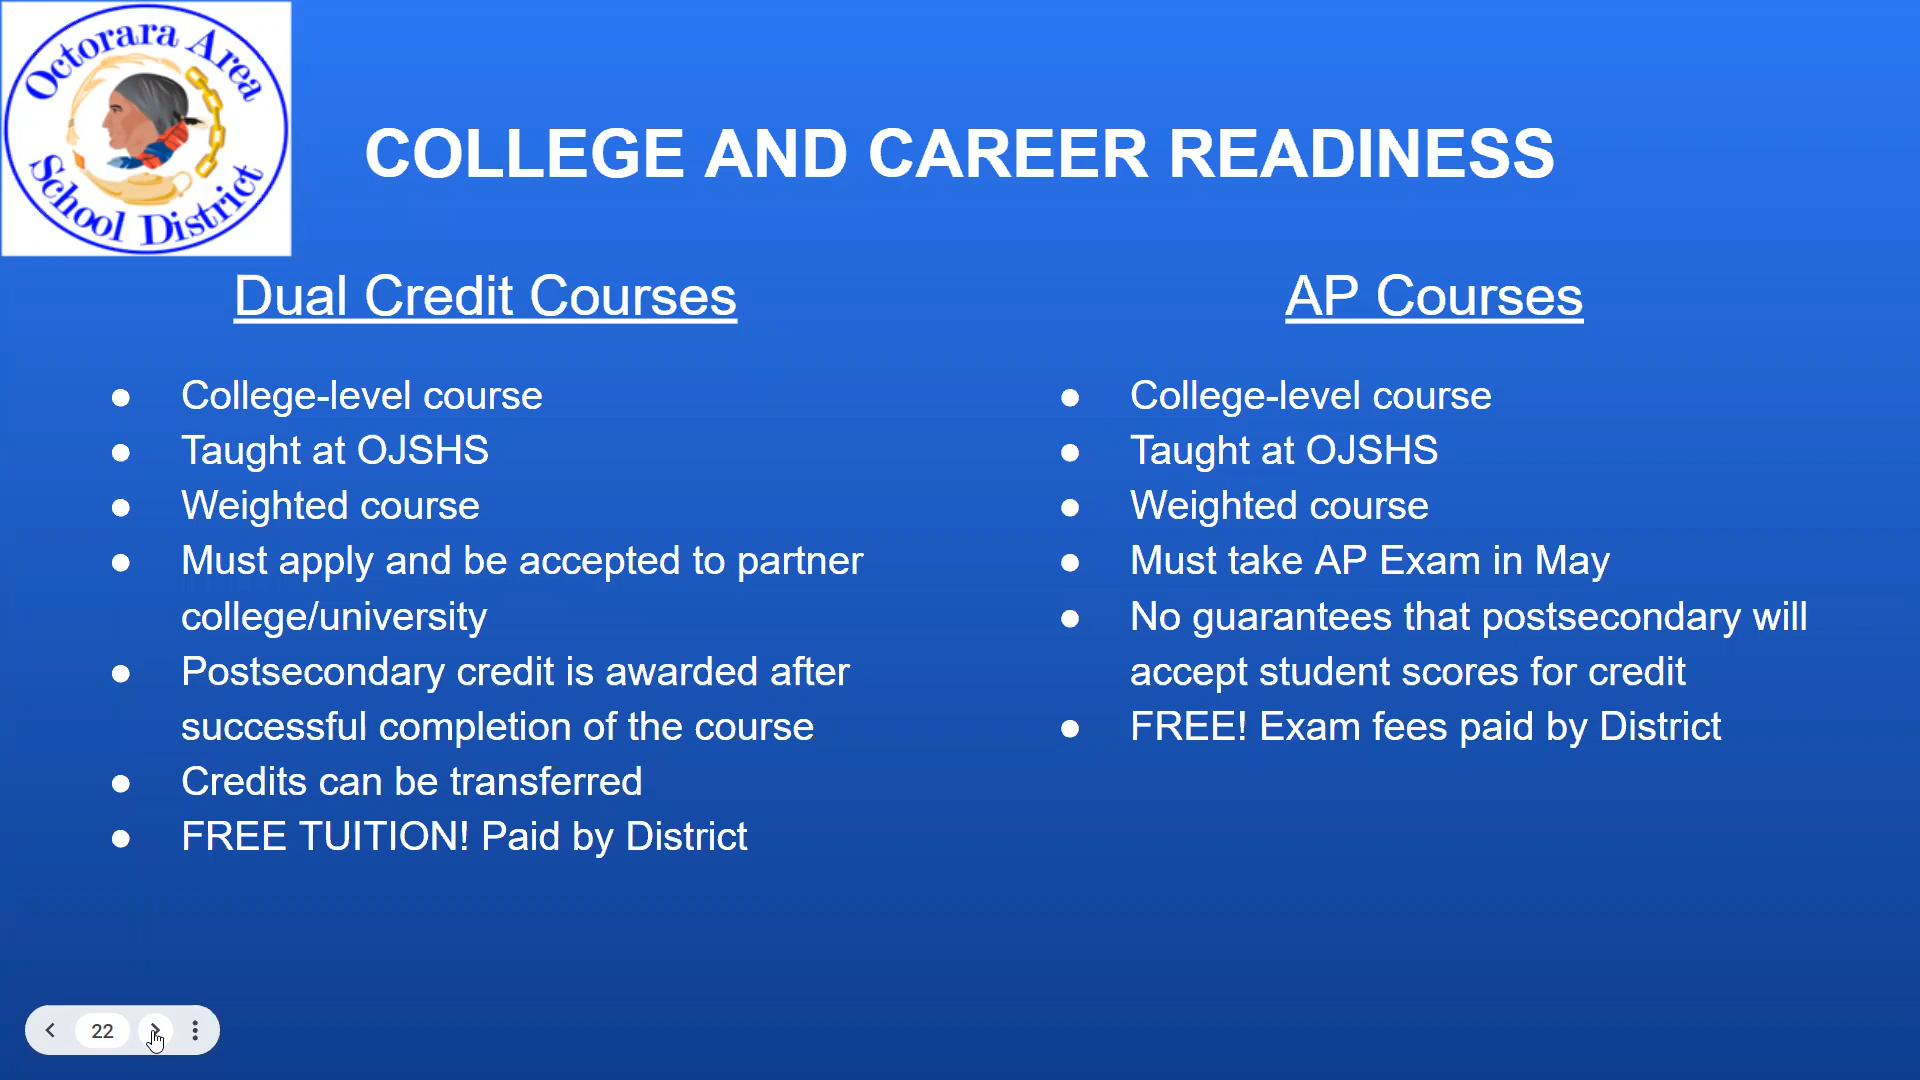 Octorara Area
School District
COLLEGE AND CAREER READINESS
Dual Credit Courses
● College-level course
● Taught at OJSHS
● Weighted course
● Must apply and be accepted to partner
college/university
● Postsecondary credit is awarded after
successful completion of the course
● Credits can be transferred
● FREE TUITION! Paid by District
AP Courses
● College-level course
● Taught at OJSHS
● Weighted course
● Must take AP Exam in May
● No guarantees that postsecondary will
accept student scores for credit
● FREE! Exam fees paid by District
22